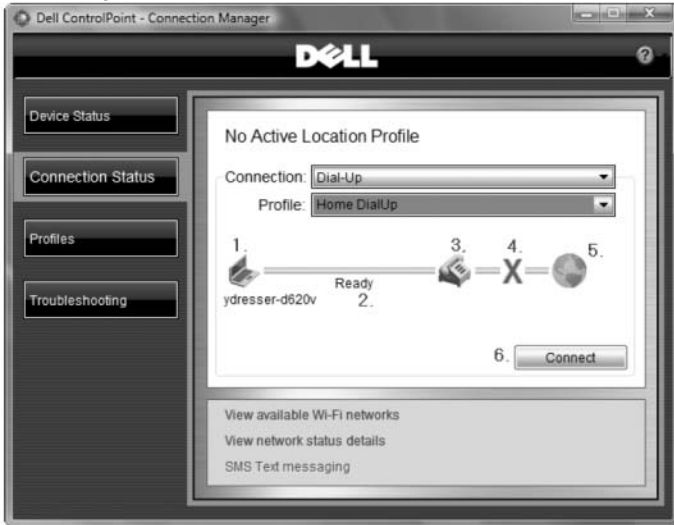 Dell ControlPoint - Connection Manager
DELL
?
Device Status
Connection Status
Profiles
Troubleshooting
No Active Location Profile
Connection: Dial-Up
Profile: Home DialUp
1. 3. 4. 5.
X
Ready
ydresser-d620v 2.
6. Connect
View available Wi-Fi networks
View network status details
SMS Text messaging